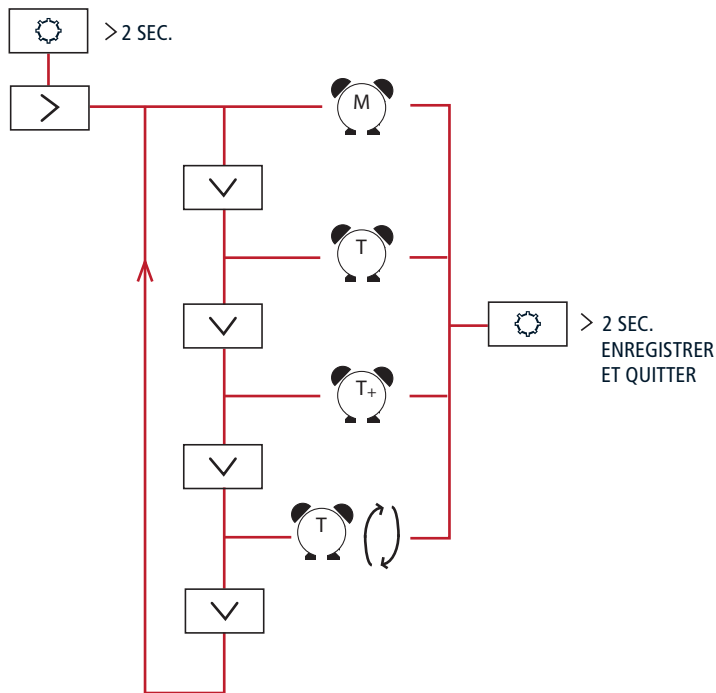 > 2 SEC.
M
T
> 2 SEC.
ENREGISTRER
ET QUITTER
T+
T